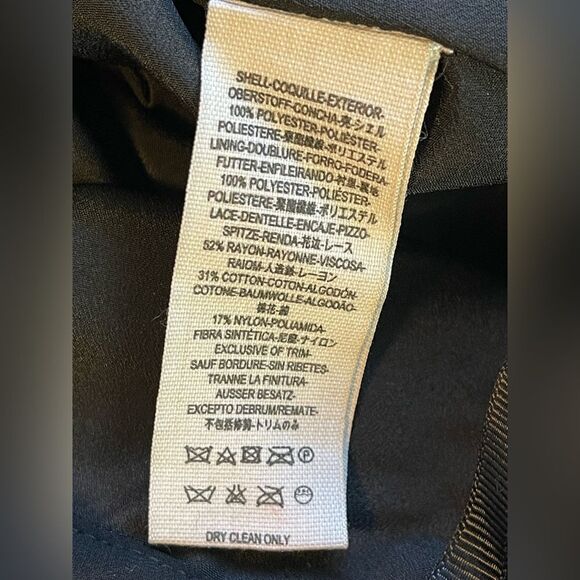 SHELL-COQUILLE-EXTERIOR-
OBERSTOFF-CONCHA-売-シェル
100% POLYESTER-POLIESTER-
POLIESTERE-聚酯纖維-ポリエステル
LINING-DOUBLURE-FORRO-FODERA-
FUTTER-ENFILEIRANDO-衬里-裏地
100% POLYESTER-POLIÉSTER-
POLIESTERE-聚酯纖維-ポリエステル
LACE-DENTELLE-ENCAJE-PIZZO-
SPITZE-RENDA-花边-レース
52% RAYON-RAYONNE-VISCOSA-
RAIOM-人造絲-レーヨン
31% COTTON-COTON-ALGODÓN-
COTONE-BAUMWOLLE-ALGODÃO-
棉花-綿
17% NYLON-POLIAMIDA-
FIBRA SINTÉTICA-尼龍-ナイロン
EXCLUSIVE OF TRIM-
SAUF BORDURE-SIN RIBETES-
TRANNE LA FINITURA-
AUSSER BESATZ-
EXCEPTO DEBRUM/REMATE-
不包括修剪-トリムのみ
P
DRY CLEAN ONLY